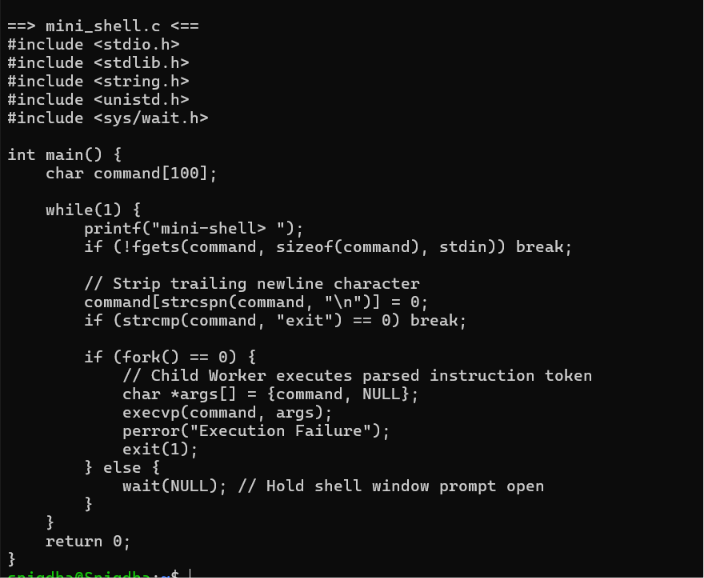 ==> mini_shell.c <==
#include <stdio.h>
#include <stdlib.h>
#include <string.h>
#include <unistd.h>
#include <sys/wait.h>

int main() {
    char command[100];

    while(1) {
        printf("mini-shell> ");
        if (!fgets(command, sizeof(command), stdin)) break;

        // Strip trailing newline character
        command[strcspn(command, "\n")] = 0;
        if (strcmp(command, "exit") == 0) break;

        if (fork() == 0) {
            // Child Worker executes parsed instruction token
            char *args[] = {command, NULL};
            execvp(command, args);
            perror("Execution Failure");
            exit(1);
        } else {
            wait(NULL); // Hold shell window prompt open
        }
    }
    return 0;
}
snigdha@Snigdha:~$